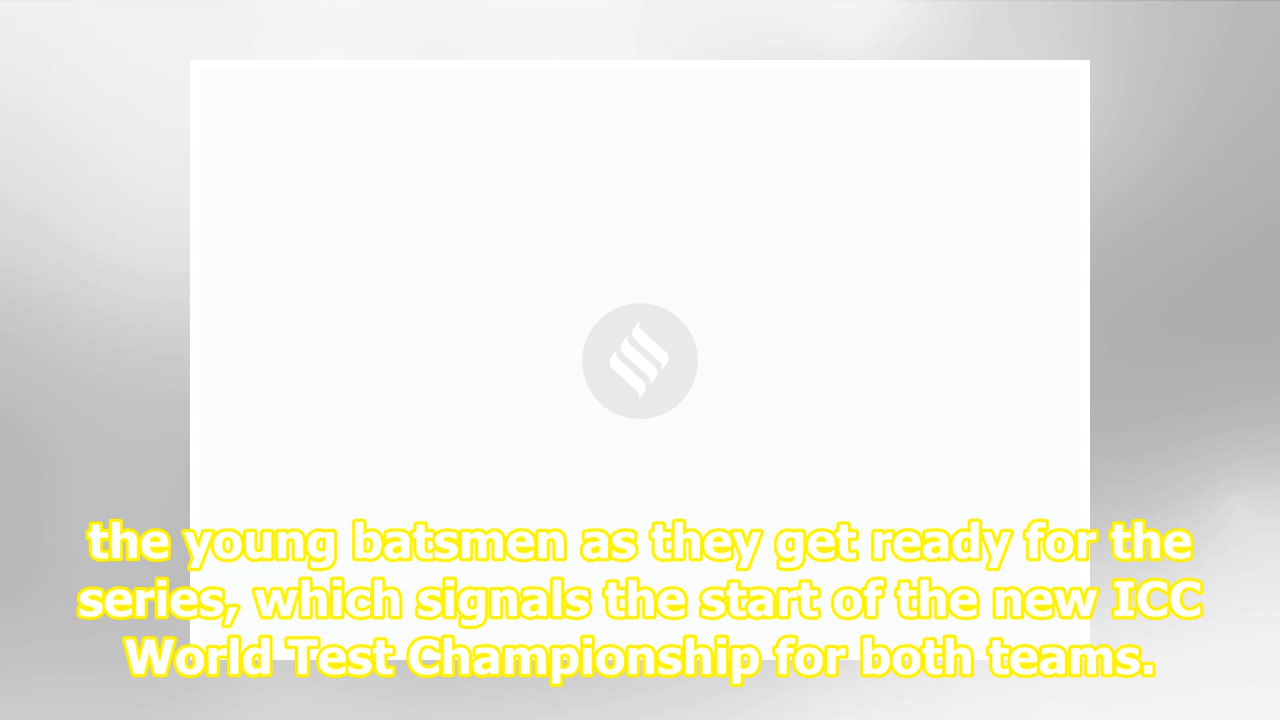 the young batsmen as they get ready for the
series, which signals the start of the new ICC
World Test Championship for both teams.